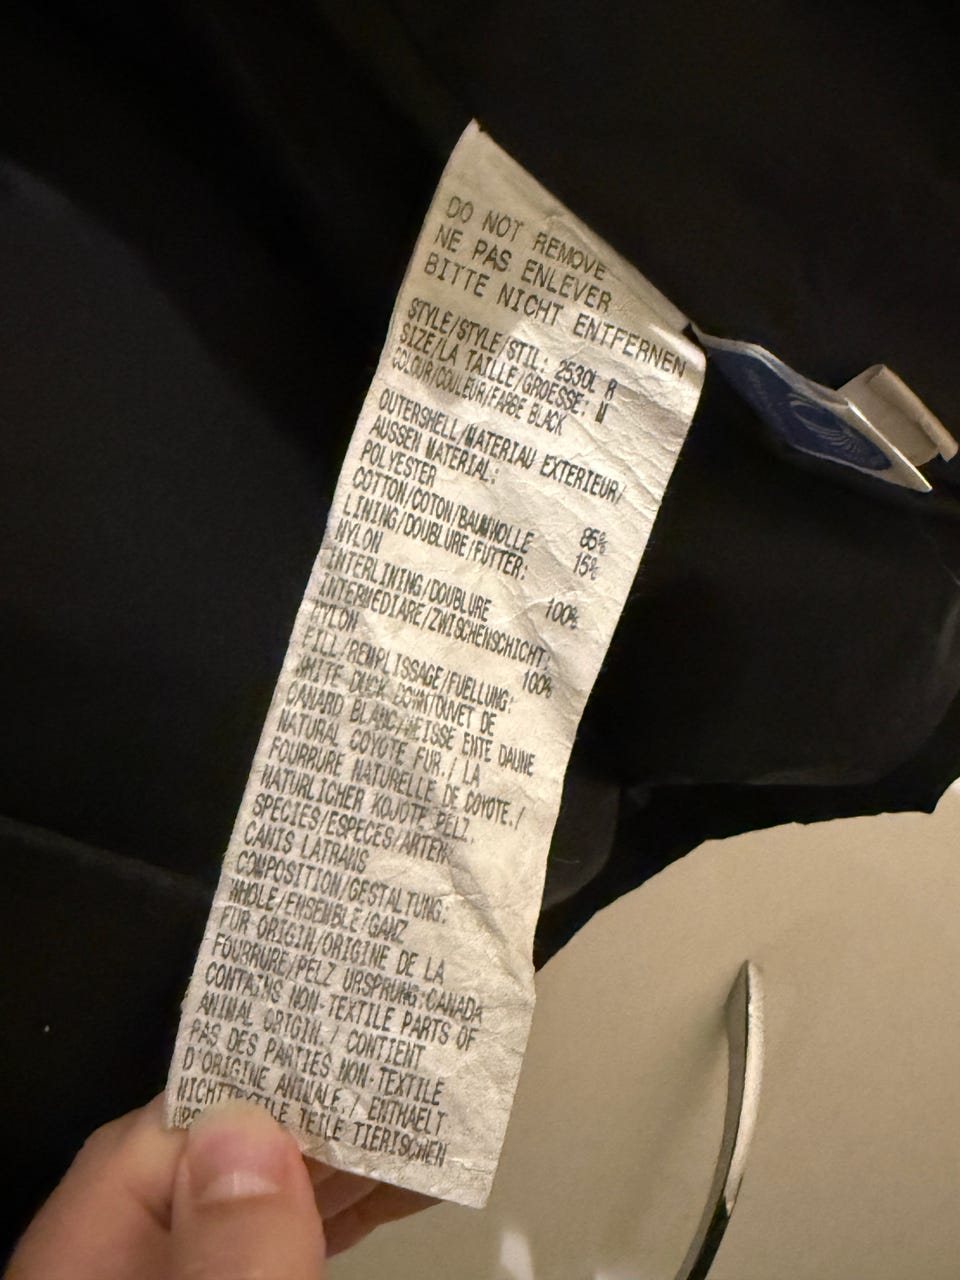 DO NOT REMOVE
NE PAS ENLEVER
BITTE NICHT ENTFERNEN
STYLE/STYLE/STIL: 2530L R
SIZE/LA TAILLE/GROESSE: M
COLOUR/COULEUR/FARBE BLACK
OUTERSHELL/MATERIAU EXTERIEUR/
AUSSEN MATERIAL:
POLYESTER 85%
COTTON/COTON/BAUMWOLLE 15%
LINING/DOUBLURE/FUTTER:
NYLON 100%
INTERLINING/DOUBLURE
INTERMEDIARE/ZWISCHENSCHICHT:
NYLON 100%
FILL/REMPLISSAGE/FUELLUNG:
WHITE DUCK DOWN/DUVET DE
CANARD BLANC/WEISSE ENTE DAUNE
NATURAL COYOTE FUR./ LA
FOURRURE NATURELLE DE COYOTE./
NATURLICHER KOJOTE PELZ.
SPECIES/ESPECES/ARTEN:
CANIS LATRANS
COMPOSITION/GESTALTUNG:
WHOLE/ENSEMBLE/GANZ
FUR ORIGIN/ORIGINE DE LA
FOURRURE/PELZ URSPRUNG:CANADA
CONTAINS NON-TEXTILE PARTS OF
ANIMAL ORIGIN. / CONTIENT
PAS DES PARTIES NON-TEXTILE
D'ORIGINE ANIMALE./ ENTHAELT
NICHTTEXTILE TEILE TIERISCHEN